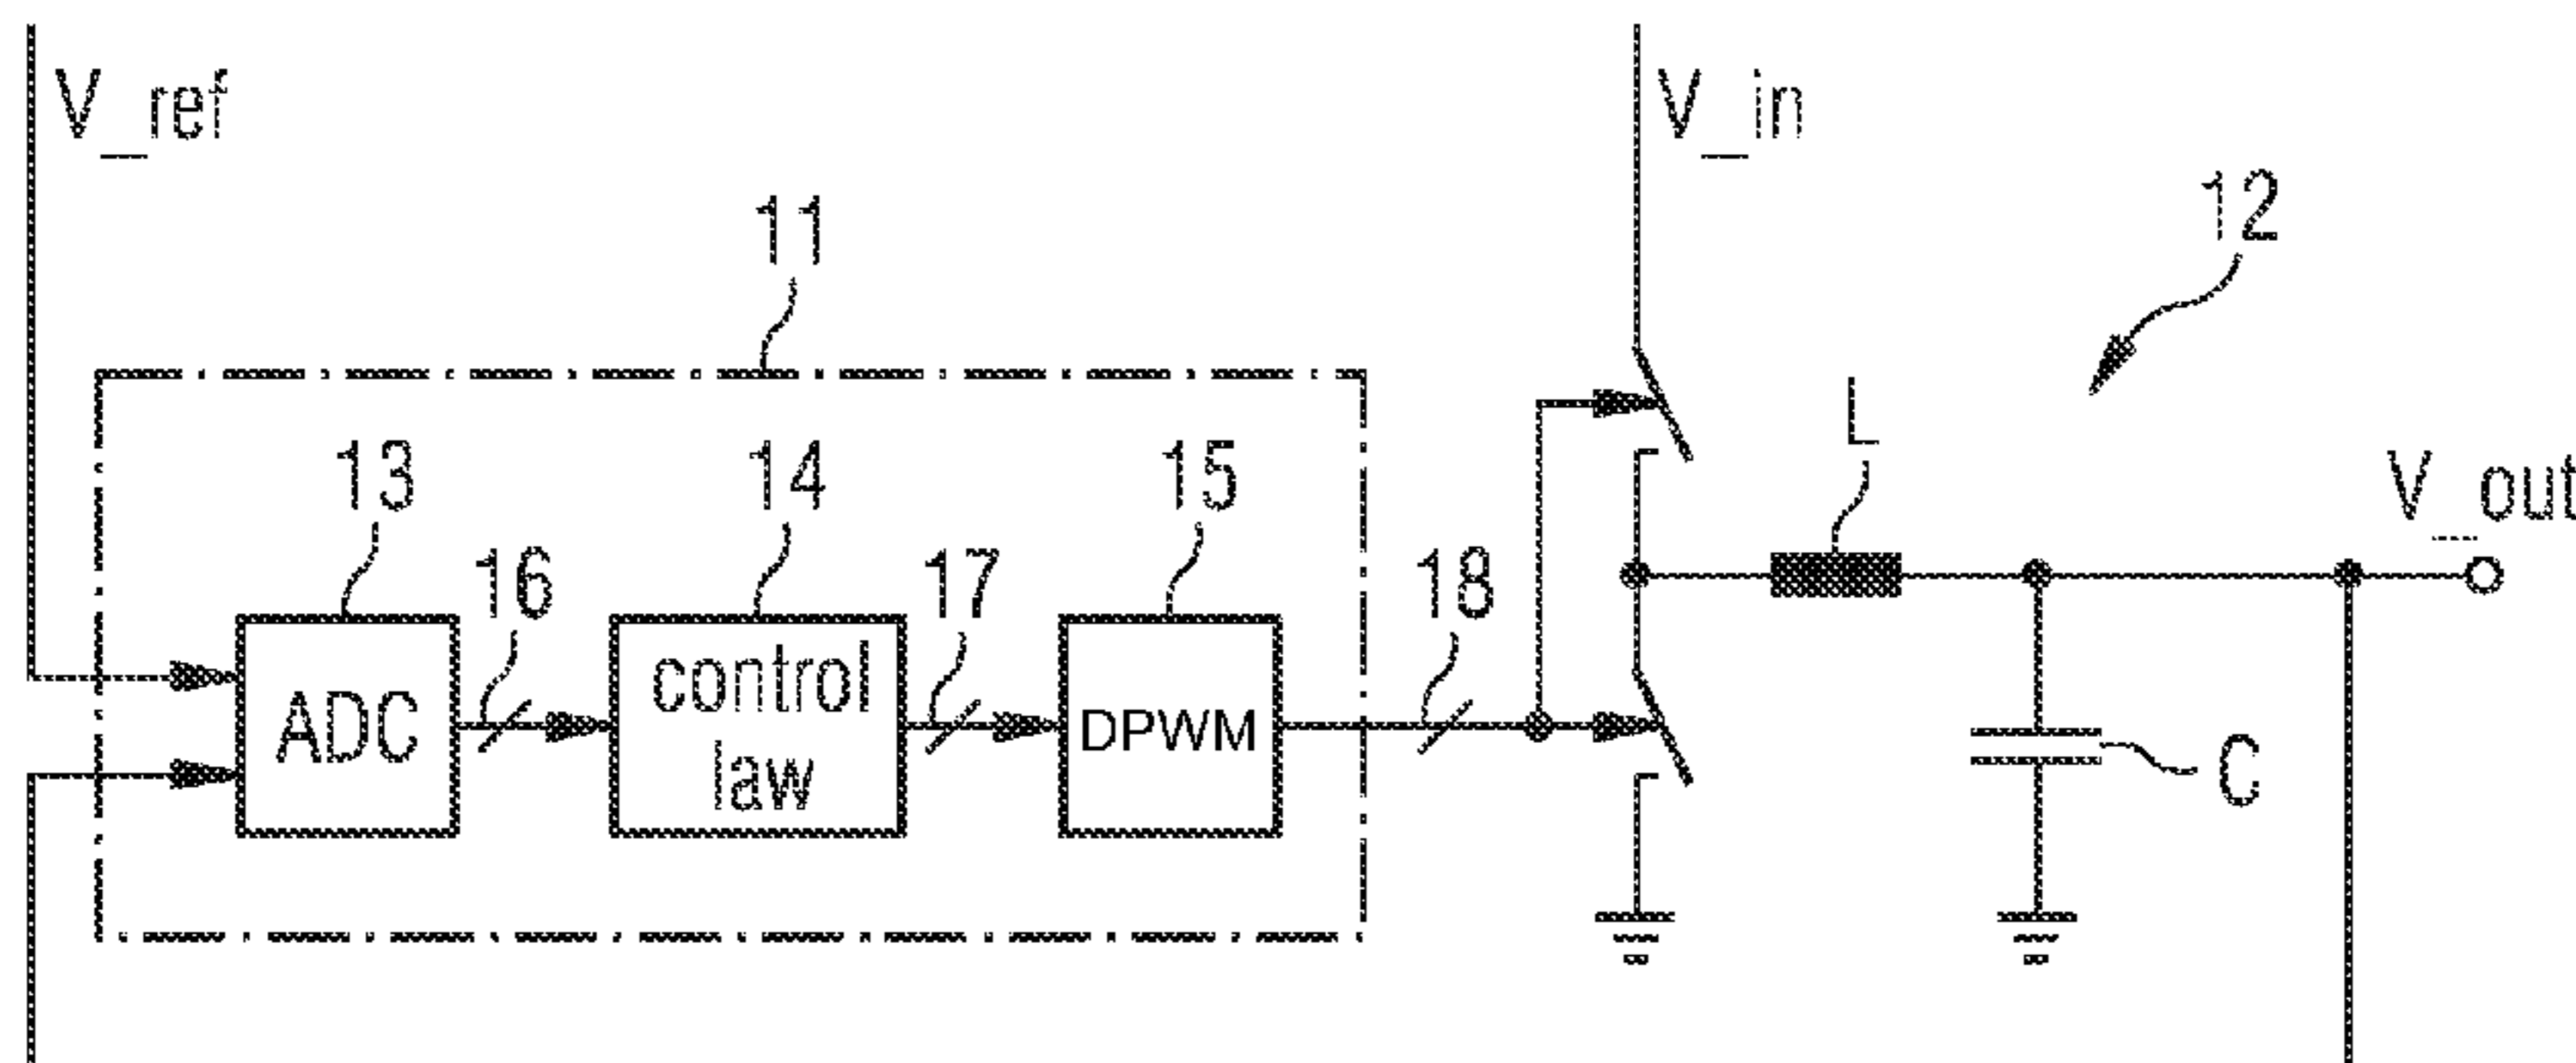 V_ref
V_in
12
11
L
13
14
15
V_out
16
17
18
ADC
control
law
DPWM
C